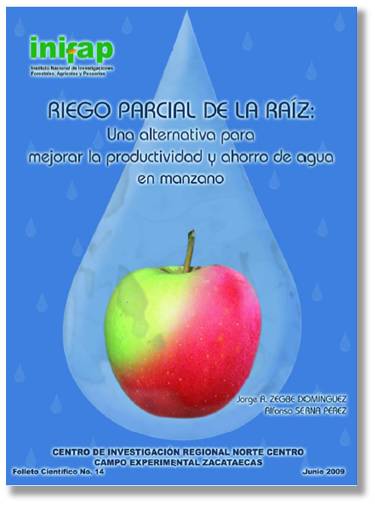 inifap
Instituto Nacional de Investigaciones
Forestales, Agrícolas y Pecuarias
RIEGO PARCIAL DE LA RAÍZ:
Una alternativa para
mejorar la productividad y ahorro de agua
en manzano
Jorge A. ZEGBE DOMÍNGUEZ
Alfonso SERNA PÉREZ
CENTRO DE INVESTIGACIÓN REGIONAL NORTE CENTRO
CAMPO EXPERIMENTAL ZACATECAS
Folleto Científico No. 14
Junio 2009